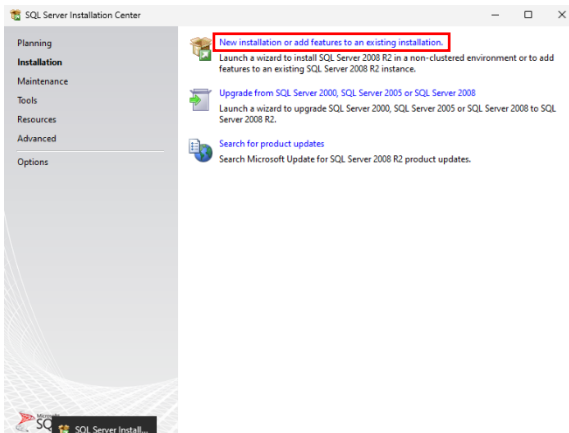 SQL Server Installation Center
Planning
Installation
Maintenance
Tools
Resources
Advanced
Options
New installation or add features to an existing installation.
Launch a wizard to install SQL Server 2008 R2 in a non-clustered environment or to add
features to an existing SQL Server 2008 R2 instance.
Upgrade from SQL Server 2000, SQL Server 2005 or SQL Server 2008
Launch a wizard to upgrade SQL Server 2000, SQL Server 2005 or SQL Server 2008 to SQL
Server 2008 R2.
Search for product updates
Search Microsoft Update for SQL Server 2008 R2 product updates.
SQL Server Install...